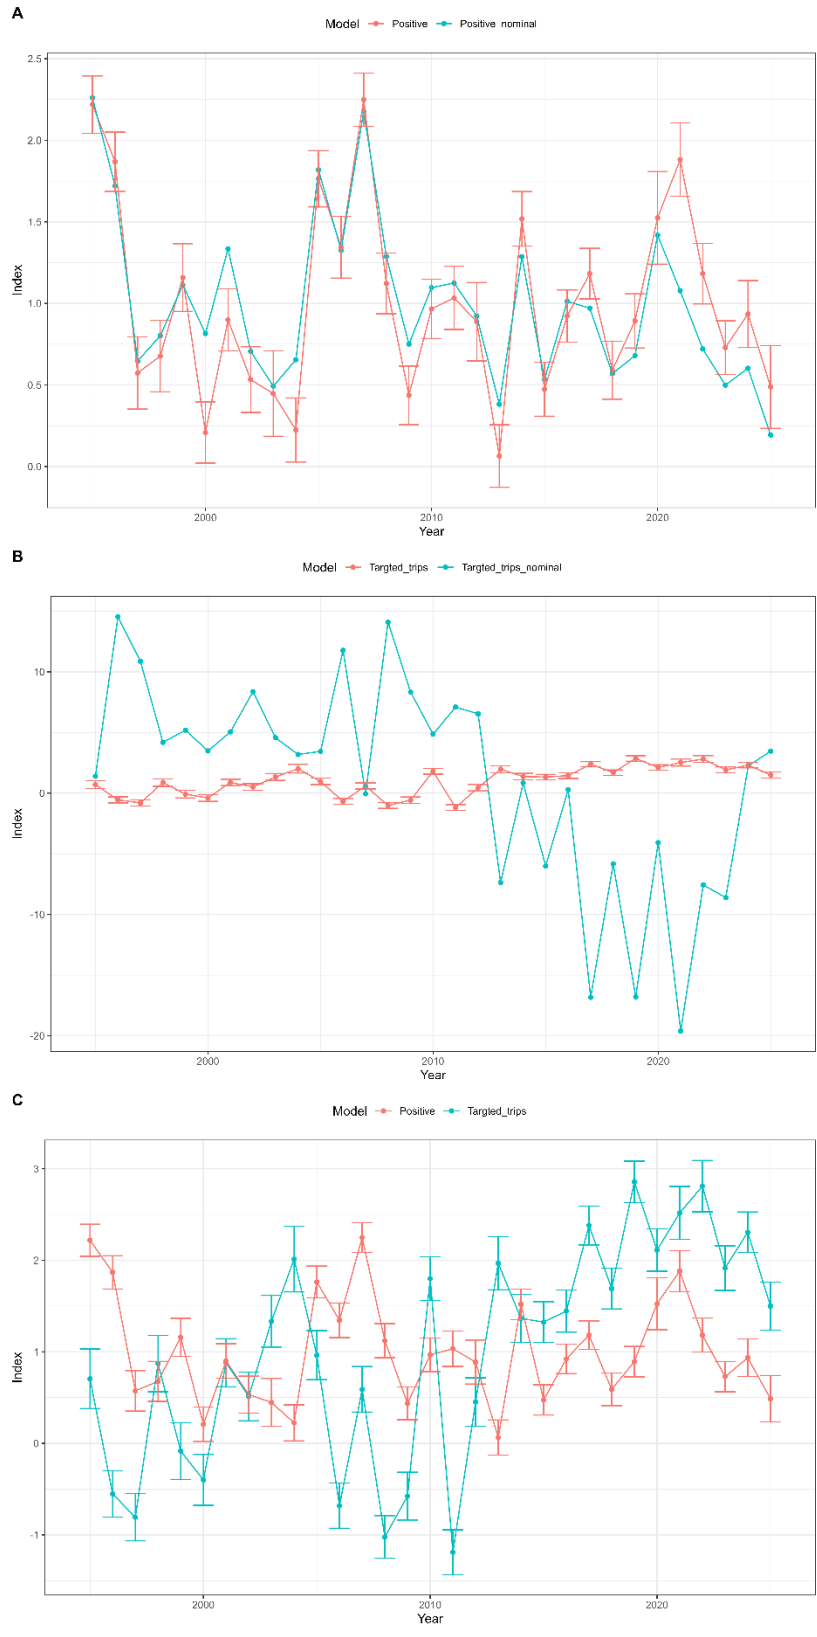 A
Model Positive Positive_nominal
2.5
2.0
1.5
1.0
0.5
0.0
Index
2000 2010 2020
Year
B
Model Targted_trips Targted_trips_nominal
10
0
-10
-20
Index
2000 2010 2020
Year
C
Model Positive Targted_trips
3
2
1
0
-1
Index
2000 2010 2020
Year